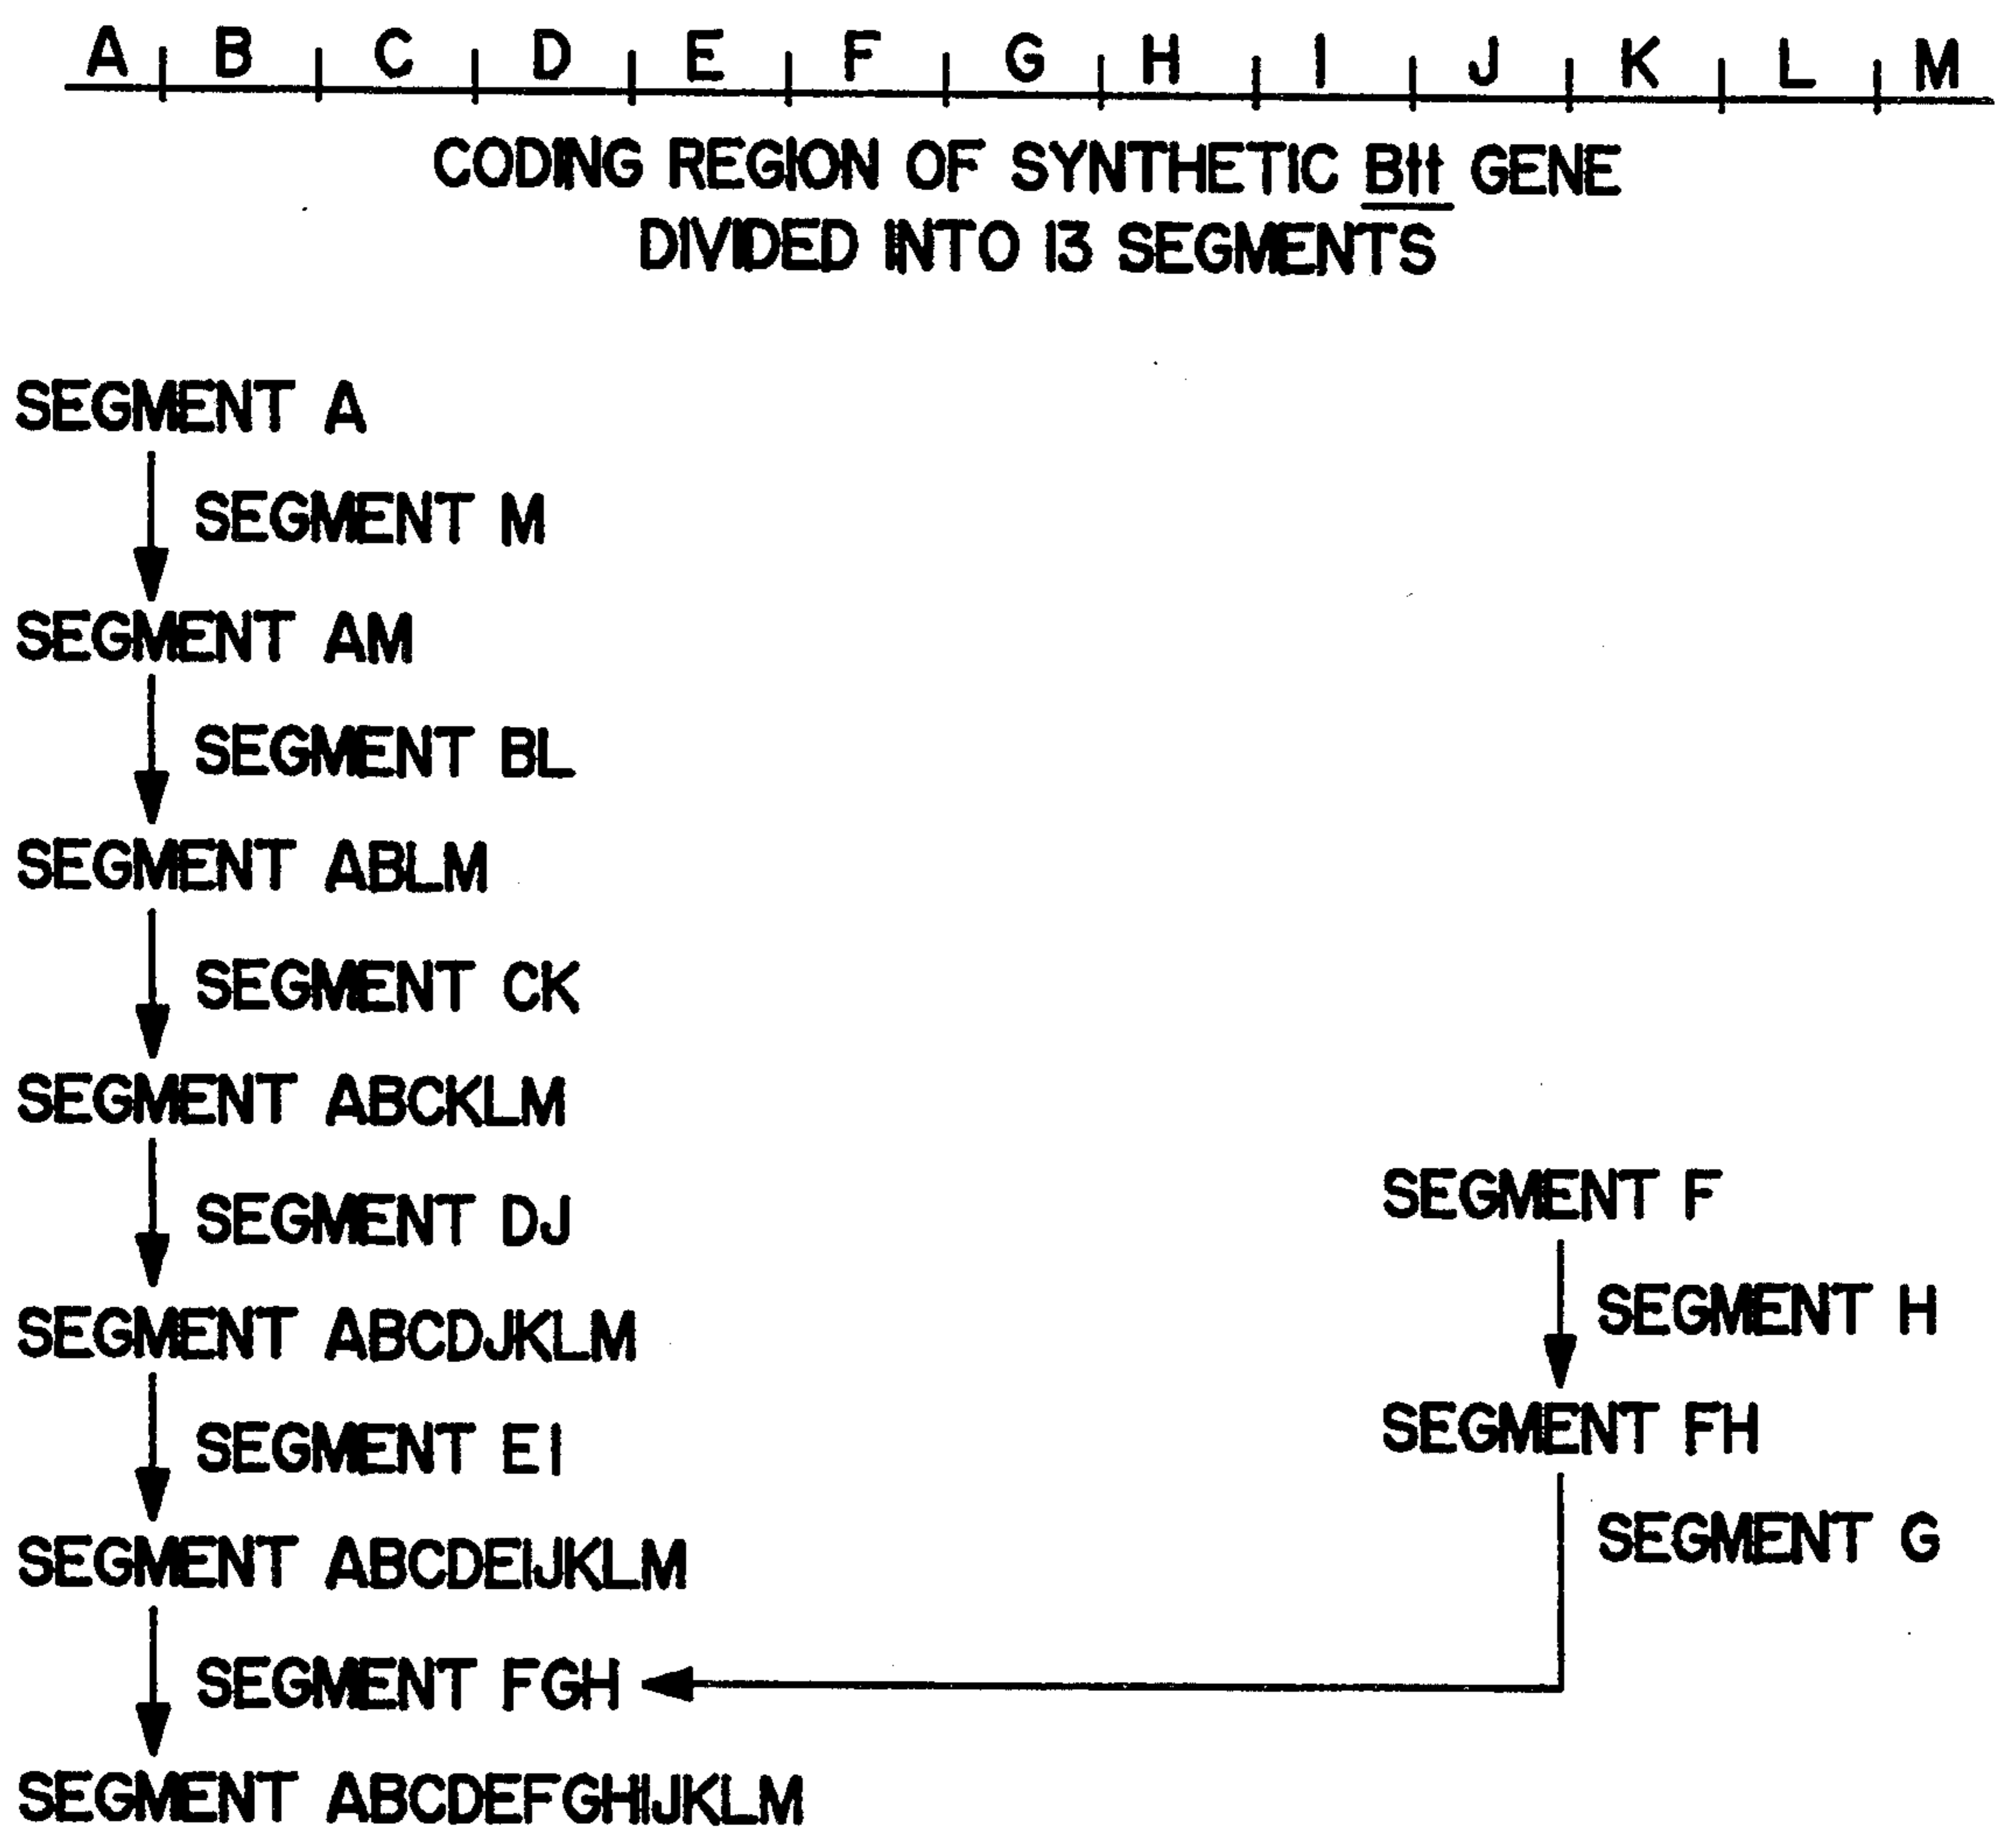 A B C D E F G H I J K L M
CODING REGION OF SYNTHETIC Btt GENE
DIVIDED INTO 13 SEGMENTS
SEGMENT A
SEGMENT M
SEGMENT AM
SEGMENT BL
SEGMENT ABLM
SEGMENT CK
SEGMENT ABCKLM
SEGMENT DJ
SEGMENT ABCDJKLM
SEGMENT EI
SEGMENT ABCDEIJKLM
SEGMENT FGH
SEGMENT ABCDEFGHIJKLM
SEGMENT F
SEGMENT H
SEGMENT FH
SEGMENT G